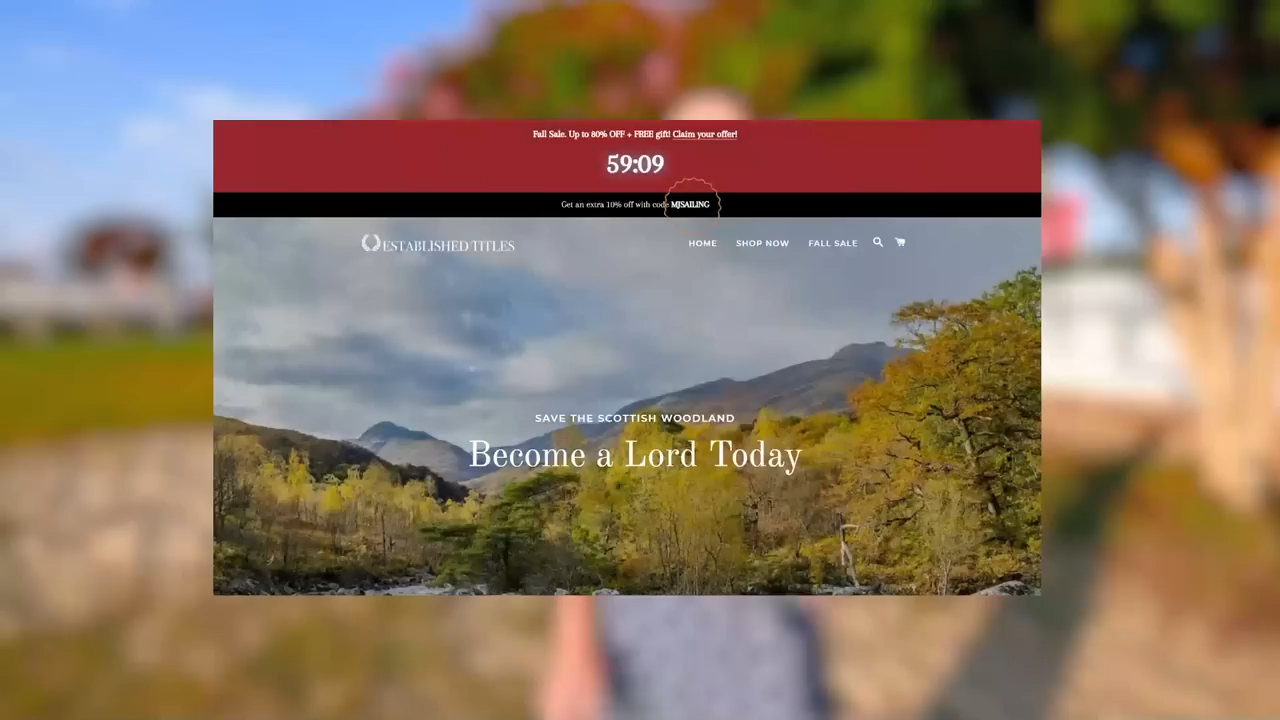 Fall Sale. Up to 80% OFF + FREE gift! Claim your offer!
59:09
Get an extra 10% off with code MJSAILING
ESTABLISHED TITLES
HOME SHOP NOW FALL SALE
SAVE THE SCOTTISH WOODLAND
Become a Lord Today